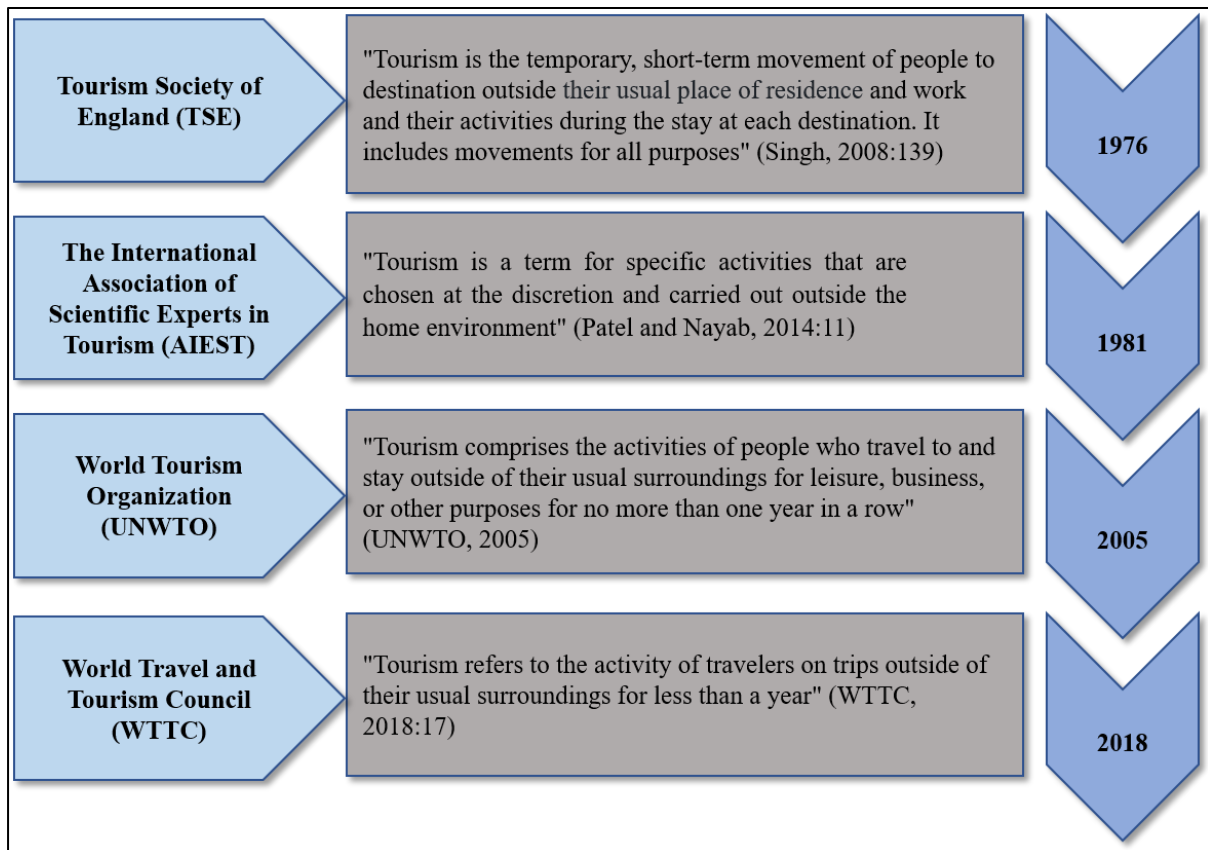 Tourism Society of
England (TSE)
"Tourism is the temporary, short-term movement of people to
destination outside their usual place of residence and work
and their activities during the stay at each destination. It
includes movements for all purposes" (Singh, 2008:139)
1976
The International
Association of
Scientific Experts in
Tourism (AIEST)
"Tourism is a term for specific activities that are
chosen at the discretion and carried out outside the
home environment" (Patel and Nayab, 2014:11)
1981
World Tourism
Organization
(UNWTO)
"Tourism comprises the activities of people who travel to and
stay outside of their usual surroundings for leisure, business,
or other purposes for no more than one year in a row"
(UNWTO, 2005)
2005
World Travel and
Tourism Council
(WTTC)
"Tourism refers to the activity of travelers on trips outside of
their usual surroundings for less than a year" (WTTC,
2018:17)
2018